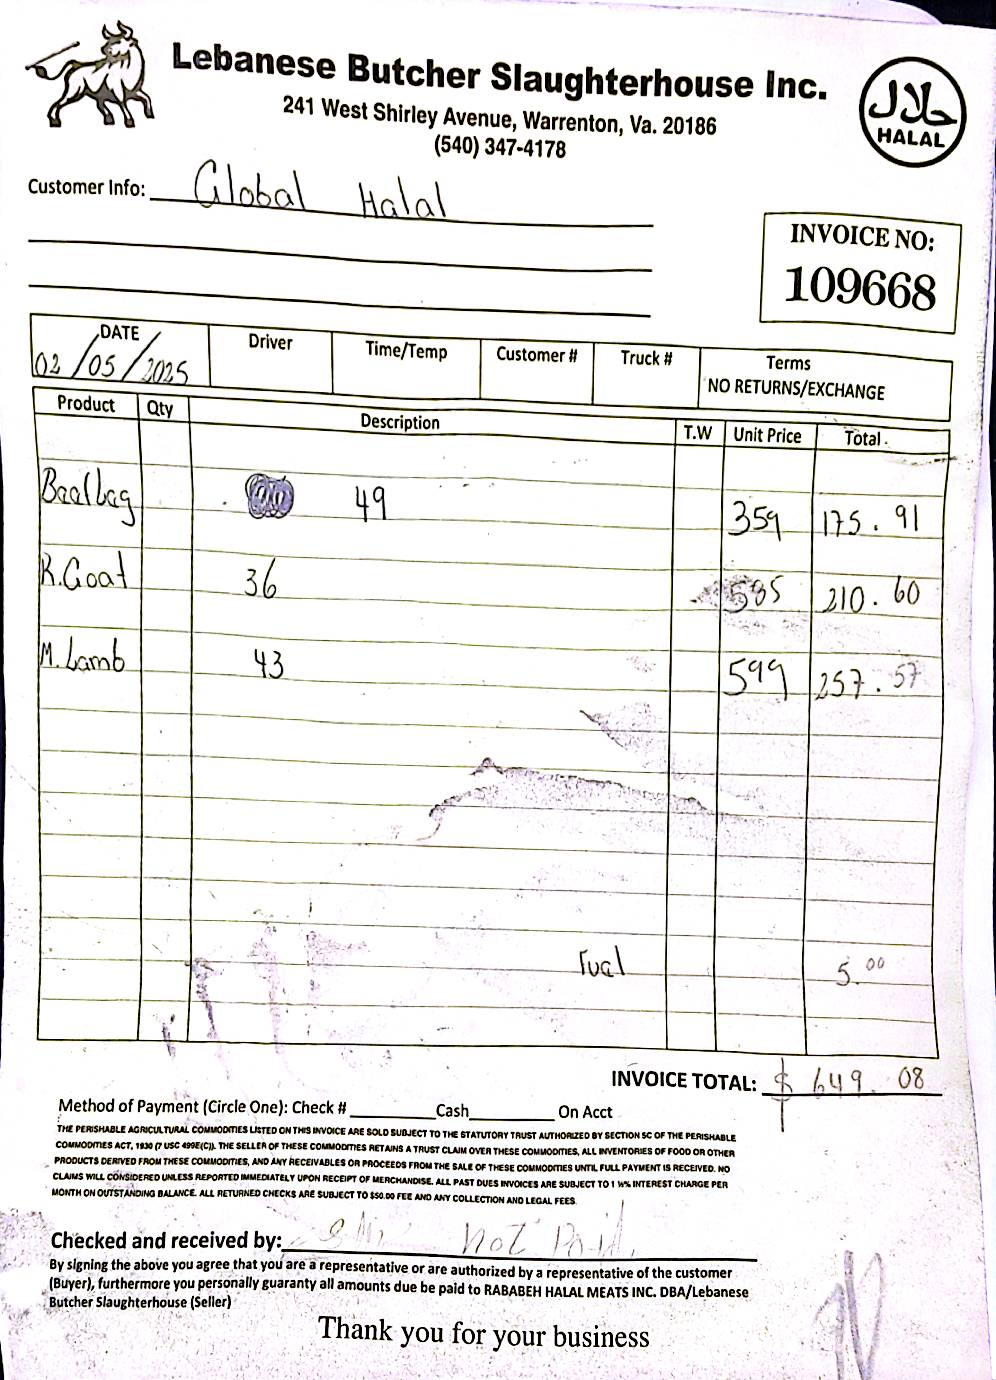 Lebanese Butcher Slaughterhouse Inc.
241 West Shirley Avenue, Warrenton, Va. 20186
(540) 347-4178
حلال
HALAL
Customer Info: Global Halal
INVOICE NO:
109668
DATE Driver Time/Temp Customer # Truck # Terms
02/05/2025 NO RETURNS/EXCHANGE
Product Qty Description T.W Unit Price Total
Baalbag 49 359 175.91
R.Goat 36 585 210.60
M.Lamb 43 599 257.57
Fual 5.00
INVOICE TOTAL: $ 649.08
Method of Payment (Circle One): Check # Cash On Acct
THE PERISHABLE AGRICULTURAL COMMODITIES LISTED ON THIS INVOICE ARE SOLD SUBJECT TO THE STATUTORY TRUST AUTHORIZED BY SECTION 5C OF THE PERISHABLE
COMMODITIES ACT, 1930 (7 USC 499E(C)). THE SELLER OF THESE COMMODITIES RETAINS A TRUST CLAIM OVER THESE COMMODITIES, ALL INVENTORIES OF FOOD OR OTHER
PRODUCTS DERIVED FROM THESE COMMODITIES, AND ANY RECEIVABLES OR PROCEEDS FROM THE SALE OF THESE COMMODITIES UNTIL FULL PAYMENT IS RECEIVED. NO
CLAIMS WILL CONSIDERED UNLESS REPORTED IMMEDIATELY UPON RECEIPT OF MERCHANDISE. ALL PAST DUES INVOICES ARE SUBJECT TO 1 ½% INTEREST CHARGE PER
MONTH ON OUTSTANDING BALANCE. ALL RETURNED CHECKS ARE SUBJECT TO $50.00 FEE AND ANY COLLECTION AND LEGAL FEES.
Checked and received by: not Paid.
By signing the above you agree that you are a representative or are authorized by a representative of the customer
(Buyer), furthermore you personally guaranty all amounts due be paid to RABABEH HALAL MEATS INC. DBA/Lebanese
Butcher Slaughterhouse (Seller)
Thank you for your business